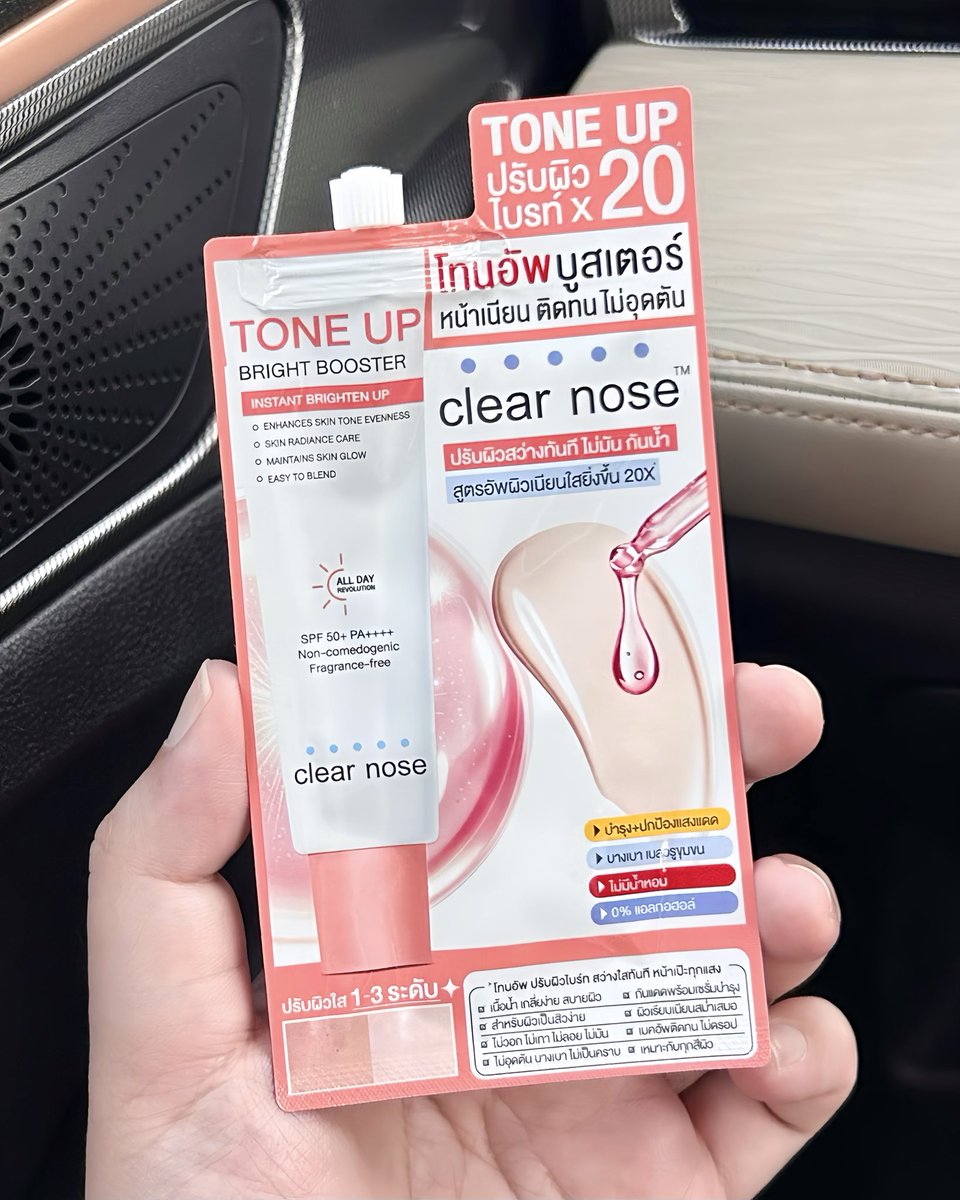 TONE UP
ปรับผิว
ไบรท์ X 20
โทนอัพบูสเตอร์
หน้าเนียน ติดทน ไม่อุดตัน
clear nose™
ปรับผิวสว่างทันที ไม่มัน กันน้ำ
สูตรอัพผิวเนียนใสยิ่งขึ้น 20X
TONE UP
BRIGHT BOOSTER
INSTANT BRIGHTEN UP
ENHANCES SKIN TONE EVENNESS
SKIN RADIANCE CARE
MAINTAINS SKIN GLOW
EASY TO BLEND
ALL DAY
REVOLUTION
SPF 50+ PA++++
Non-comedogenic
Fragrance-free
clear nose
บำรุง+ปกป้องแสงแดด
บางเบา เบลอรูขุมขน
ไม่มีน้ำหอม
0% แอลกอฮอล์
ปรับผิวใส 1-3 ระดับ
*โทนอัพ ปรับผิวไบร์ท สว่างใสทันที หน้าเป๊ะทุกแสง
เนื้อน้ำ เกลี่ยง่าย สบายผิว
สำหรับผิวเป็นสิวง่าย
ไม่วอก ไม่เทา ไม่ลอย ไม่มัน
ไม่อุดตัน บางเบา ไม่เป็นคราบ
กันแดดพร้อมเซรั่มบำรุง
ผิวเรียบเนียนสม่ำเสมอ
เมคอัพติดทน ไม่ดรอป
เหมาะกับทุกสีผิว